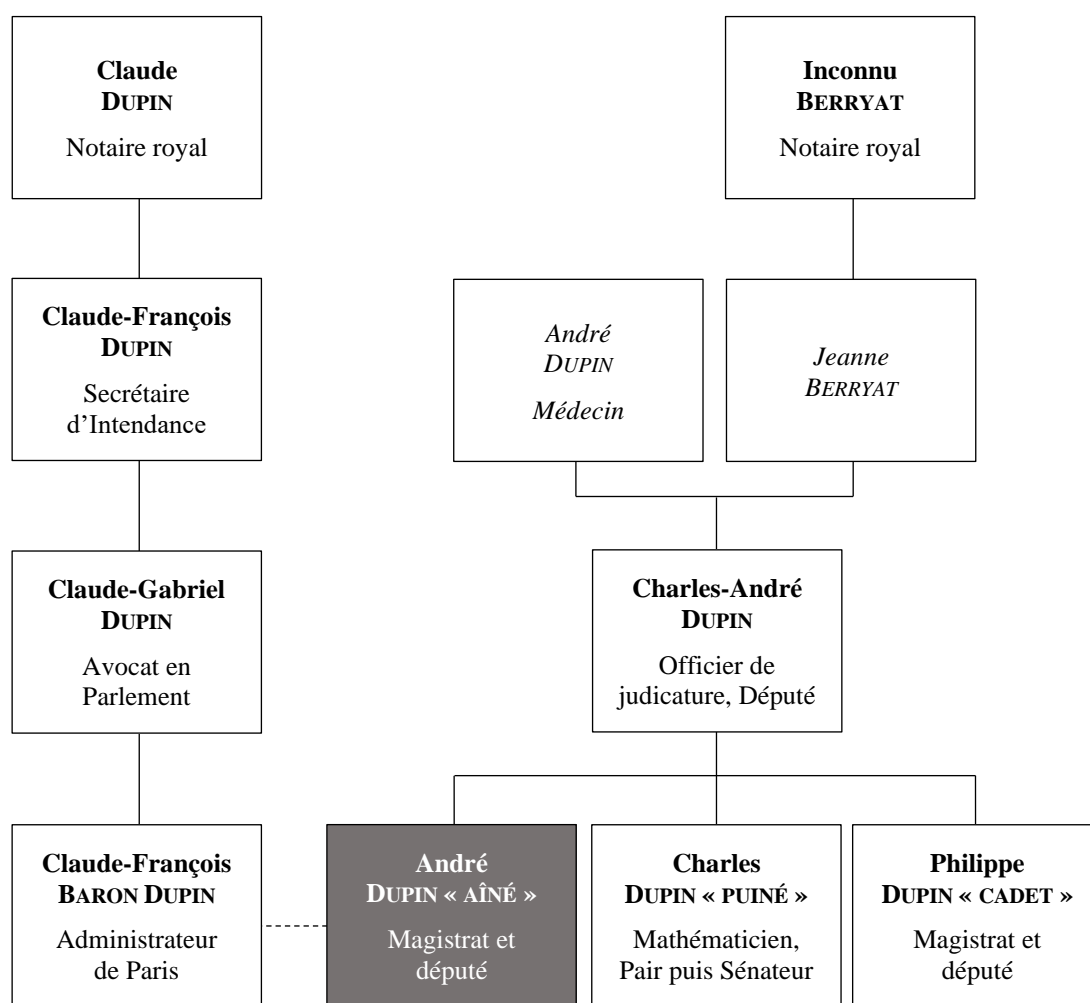 Claude
DUPIN
Notaire royal
Inconnu
BERRYAT
Notaire royal
Claude-François
DUPIN
Secrétaire
d’Intendance
André
DUPIN
Médecin
Jeanne
BERRYAT
Claude-Gabriel
DUPIN
Avocat en
Parlement
Charles-André
DUPIN
Officier de
judicature, Député
Claude-François
BARON DUPIN
Administrateur
de Paris
André
DUPIN « AÎNÉ »
Magistrat et
député
Charles
DUPIN « PUINÉ »
Mathématicien,
Pair puis Sénateur
Philippe
DUPIN « CADET »
Magistrat et
député